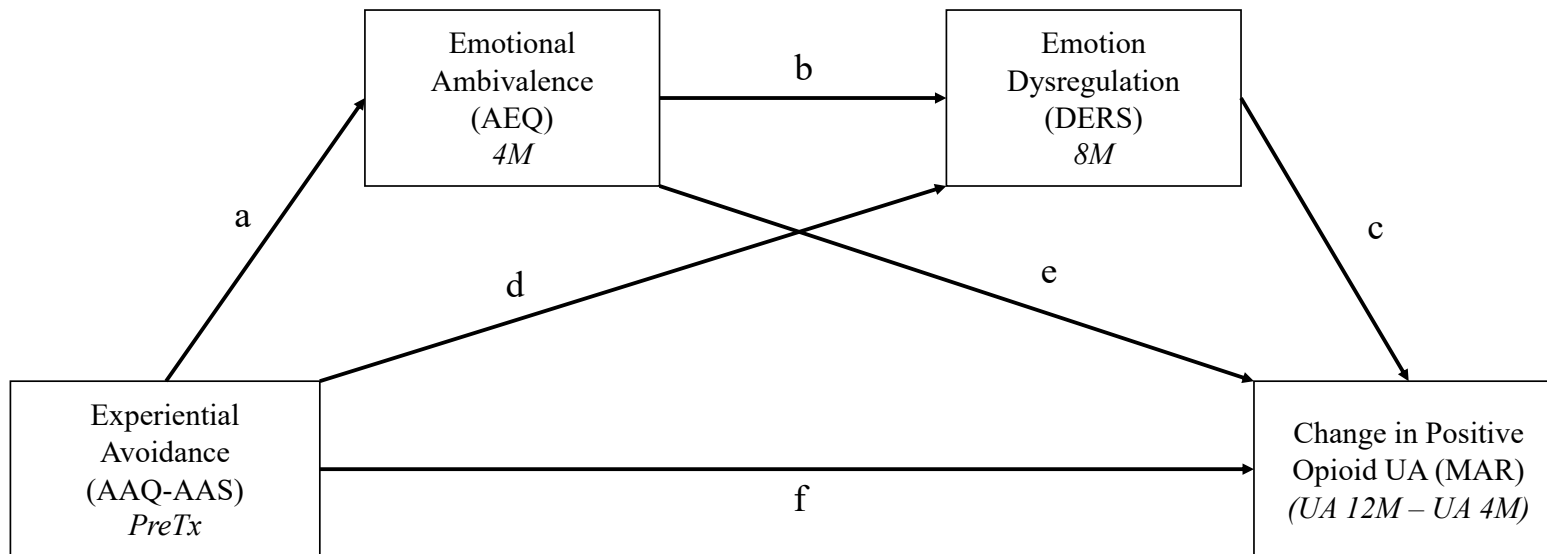 Emotional
Ambivalence
(AEQ)
4M
b
Emotion
Dysregulation
(DERS)
8M
a
c
d
e
Experiential
Avoidance
(AAQ-AAS)
PreTx
f
Change in Positive
Opioid UA (MAR)
(UA 12M – UA 4M)